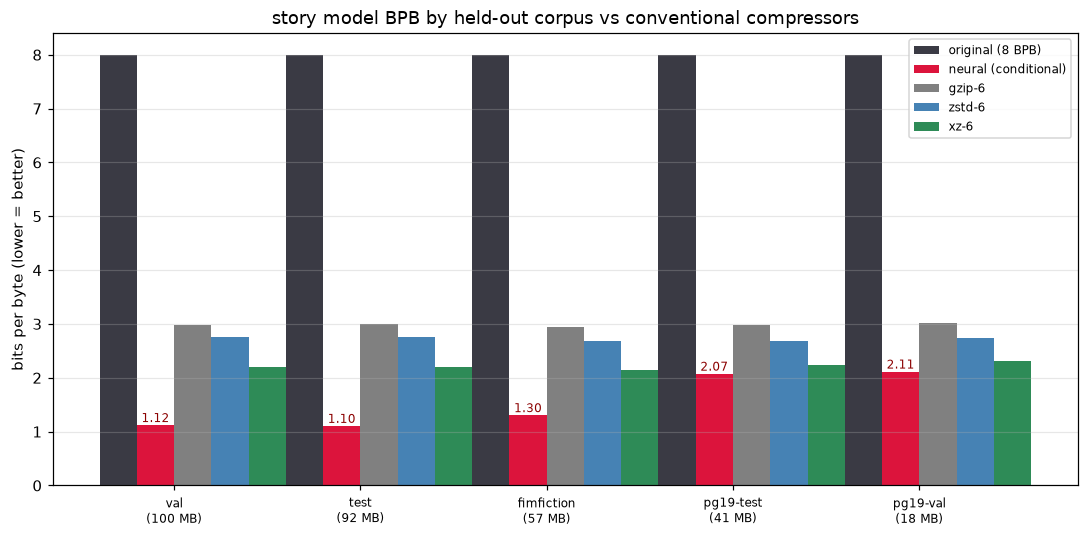 story model BPB by held-out corpus vs conventional compressors
bits per byte (lower = better)
8
7
6
5
4
3
2
1
0
original (8 BPB)
neural (conditional)
gzip-6
zstd-6
xz-6
1.12
1.10
1.30
2.07
2.11
val
(100 MB)
test
(92 MB)
fimfiction
(57 MB)
pg19-test
(41 MB)
pg19-val
(18 MB)